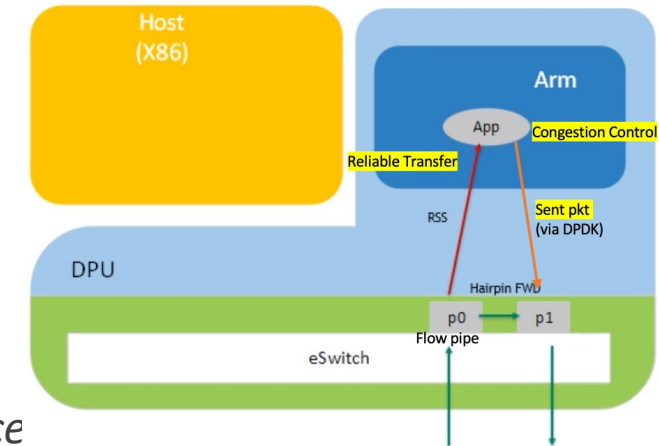 Host
(X86)
Arm
App
Congestion Control
Reliable Transfer
RSS
Sent pkt
(via DPDK)
DPU
Hairpin FWD
p0
p1
Flow pipe
eSwitch
ce